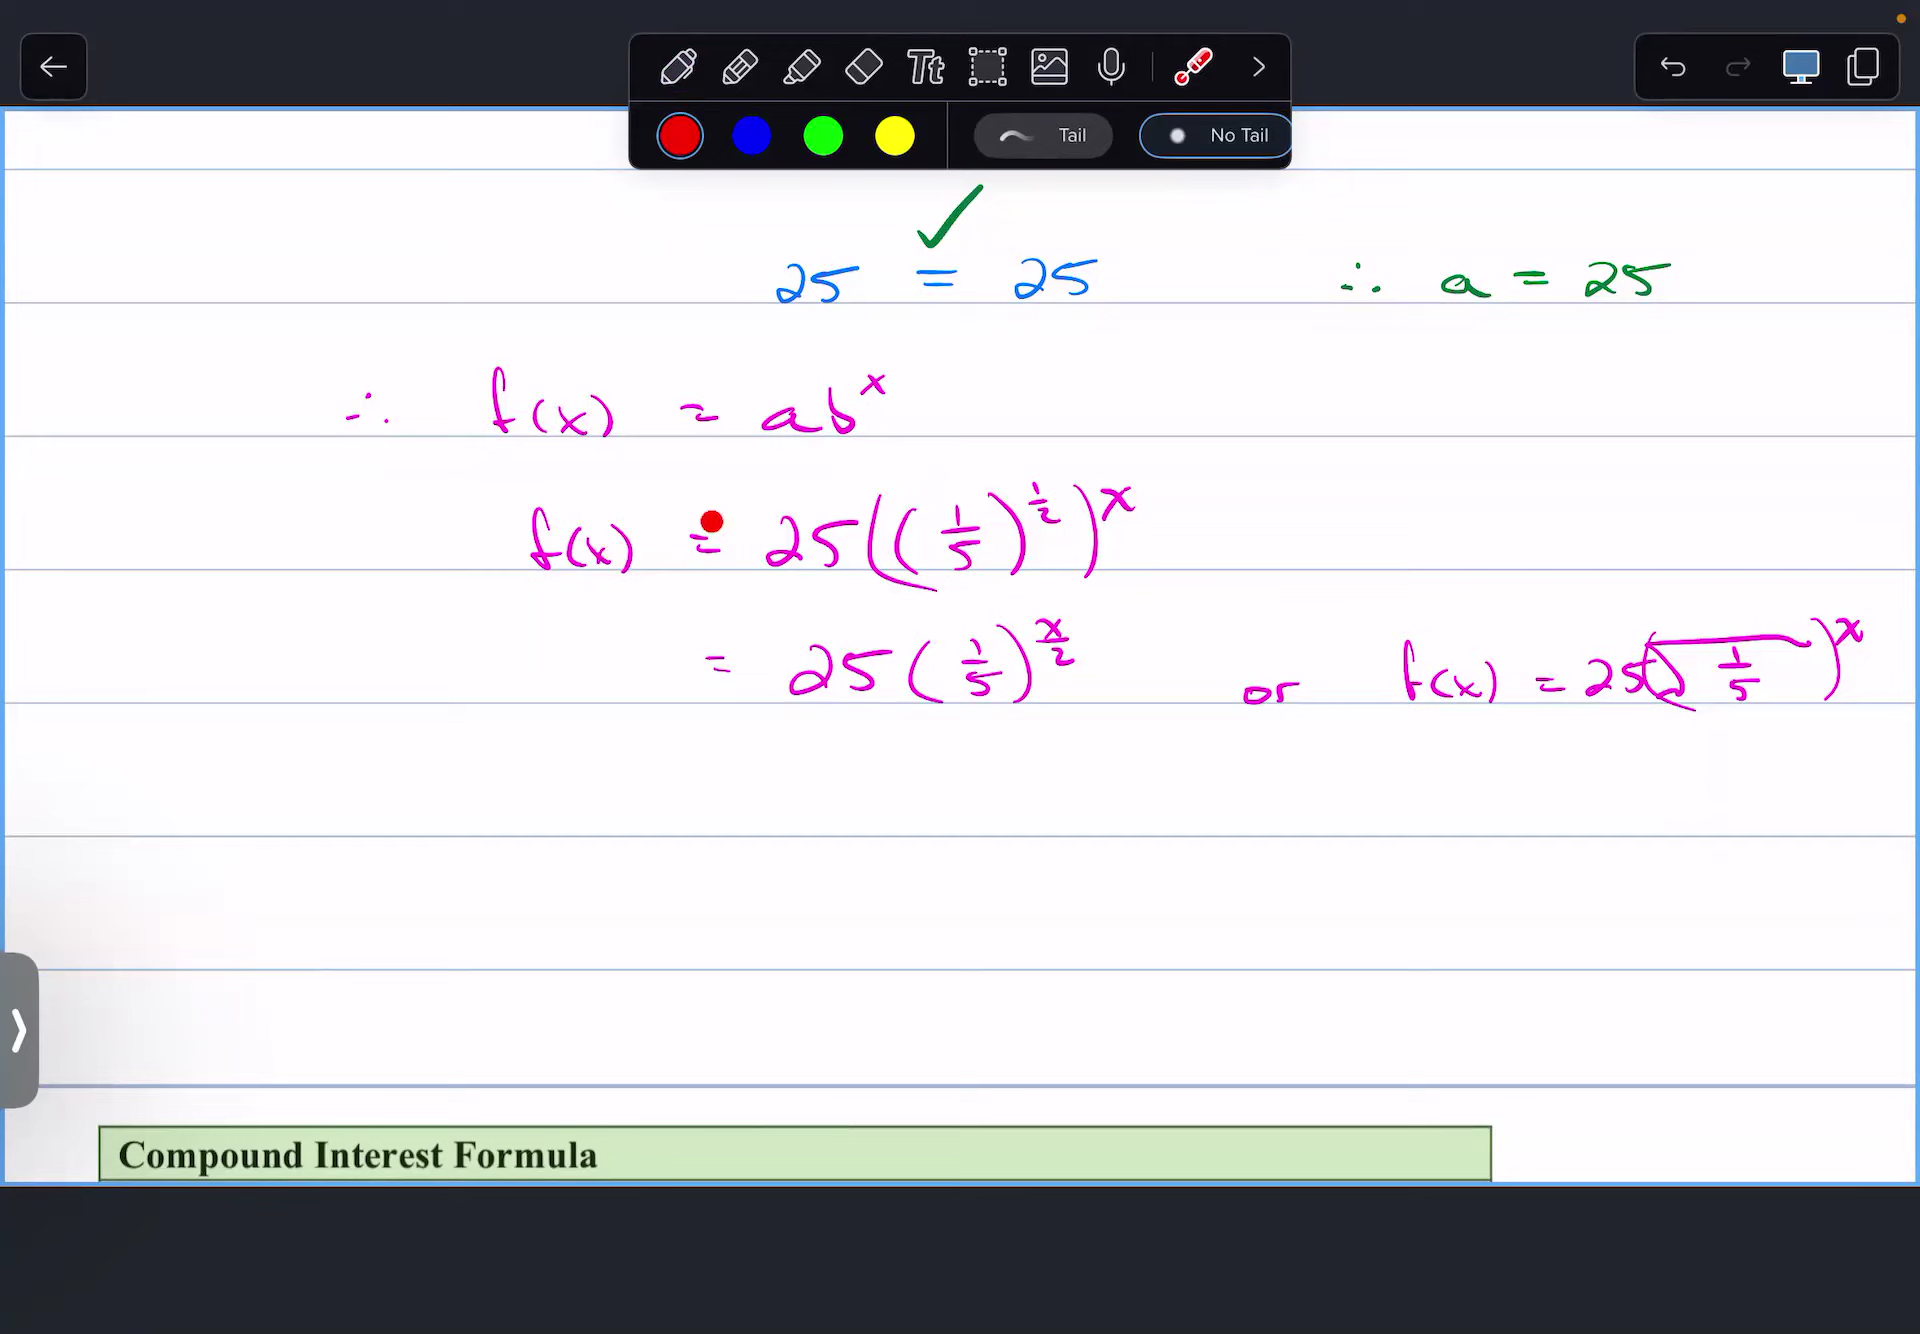 Tt
Tail
No Tail
✓
25 = 25 ∴ a = 25
∴ f(x) = ab^x
f(x) = 25((1/5)^(1/2))^x
= 25(1/5)^(x/2) or f(x) = 25(√(1/5))^x
Compound Interest Formula